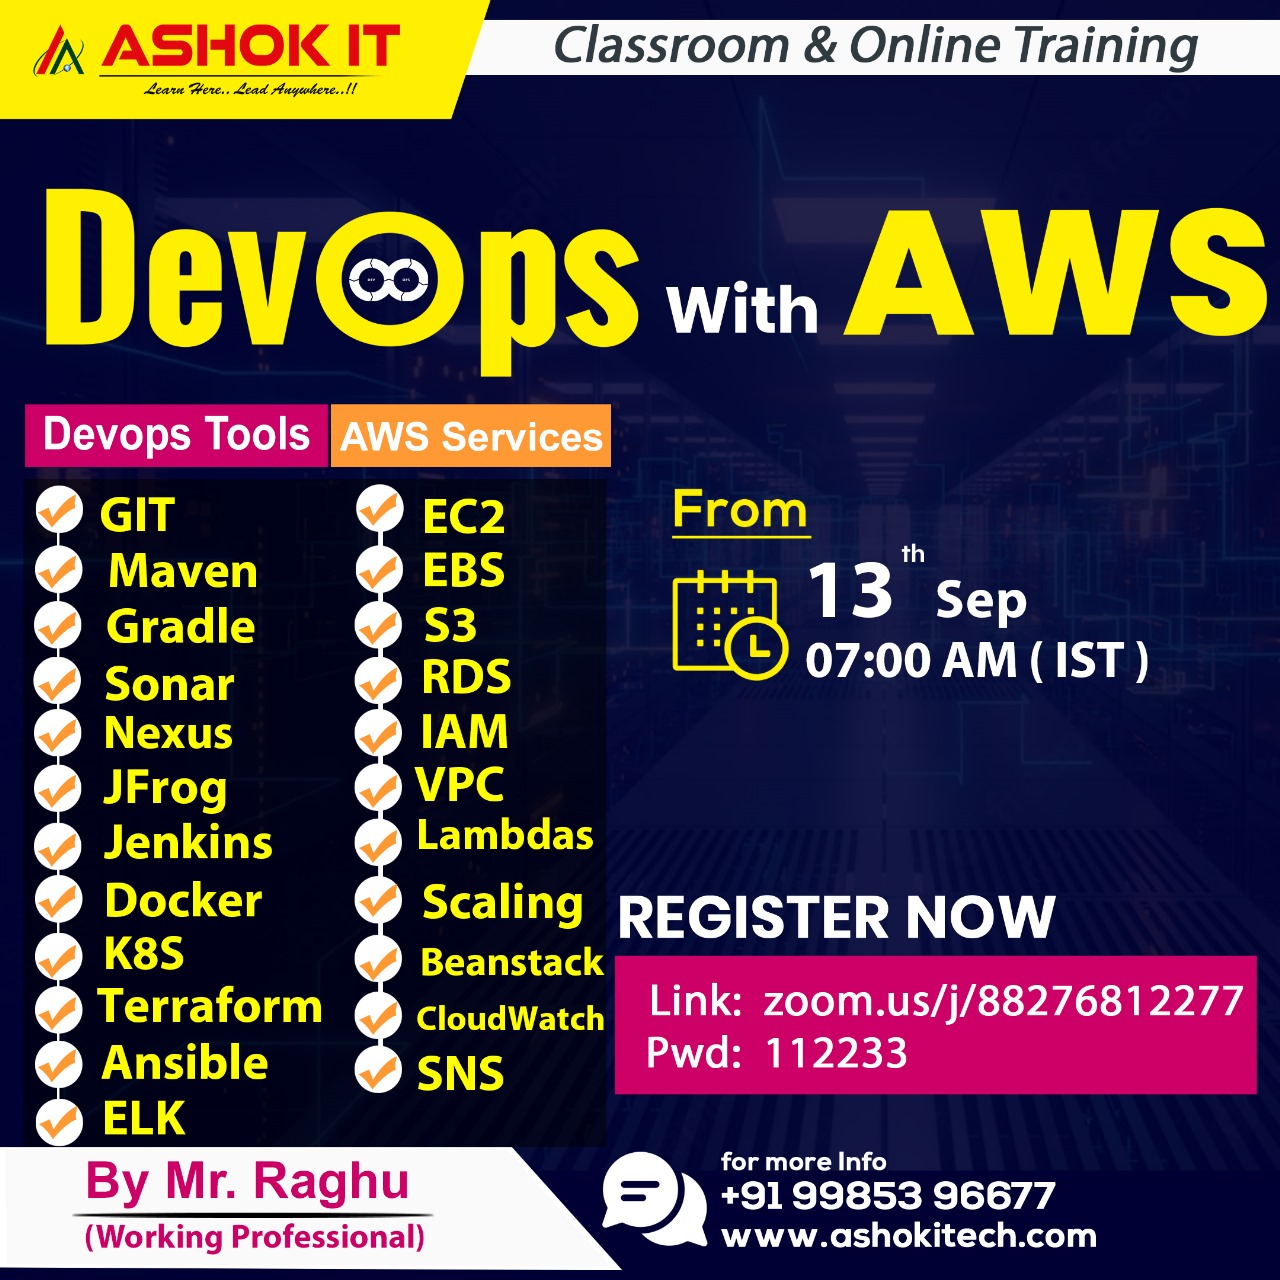 ASHOK IT
Learn Here.. Lead Anywhere..!!
Classroom & Online Training
DevOps With AWS
Devops Tools
GIT
Maven
Gradle
Sonar
Nexus
JFrog
Jenkins
Docker
K8S
Terraform
Ansible
ELK
AWS Services
EC2
EBS
S3
RDS
IAM
VPC
Lambdas
Scaling
Beanstack
CloudWatch
SNS
From
13th Sep
07:00 AM ( IST )
REGISTER NOW
Link: zoom.us/j/88276812277
Pwd: 112233
By Mr. Raghu
(Working Professional)
for more Info
+91 99853 96677
www.ashokitech.com